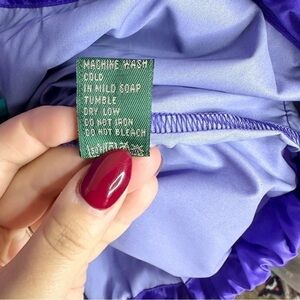 MACHINE WASH
COLD
IN MILD SOAP
TUMBLE
DRY LOW
DO NOT IRON
DO NOT BLEACH